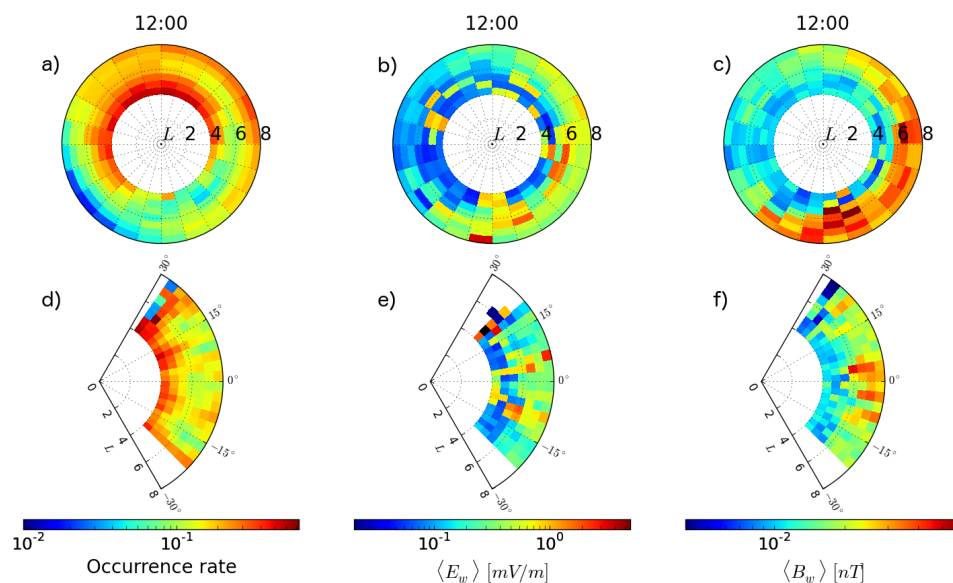 12:00 12:00 12:00
a) b) c)
L 2 4 6 8 L 2 4 6 8 L 2 4 6 8
d) e) f)
30° 30° 30°
15° 15° 15°
0° 0° 0°
−15° −15° −15°
−30° −30° −30°
0 2 4 L 6 8 0 2 4 L 6 8 0 2 4 L 6 8
10⁻² 10⁻¹ 10⁻¹ 10⁰ 10⁻²
Occurrence rate ⟨E_w⟩ [mV/m] ⟨B_w⟩ [nT]